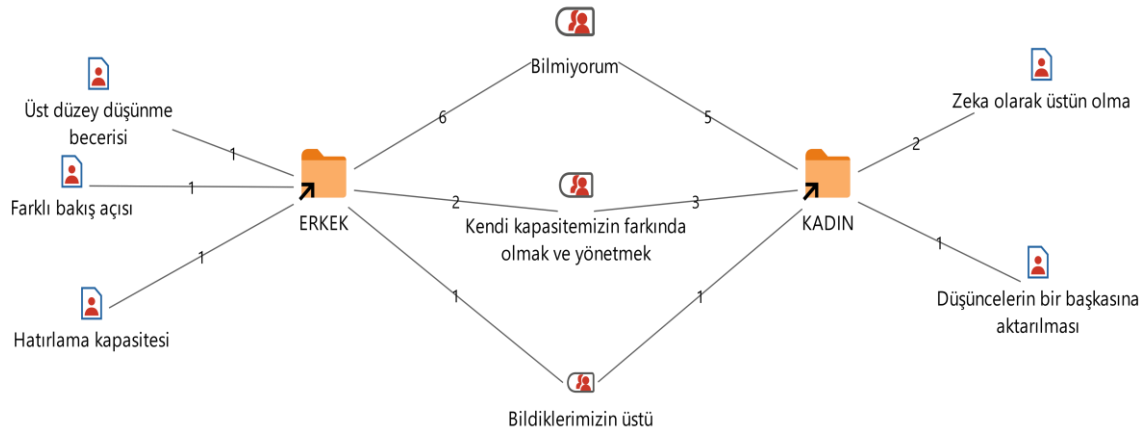 Bilmiyorum
Üst düzey düşünme
becerisi
Zeka olarak üstün olma
6
5
1
2
Farklı bakış açısı
1
ERKEK
2
Kendi kapasitemizin farkında
olmak ve yönetmek
3
KADIN
1
1
Hatırlama kapasitesi
1
1
Düşüncelerin bir başkasına
aktarılması
Bildiklerimizin üstü